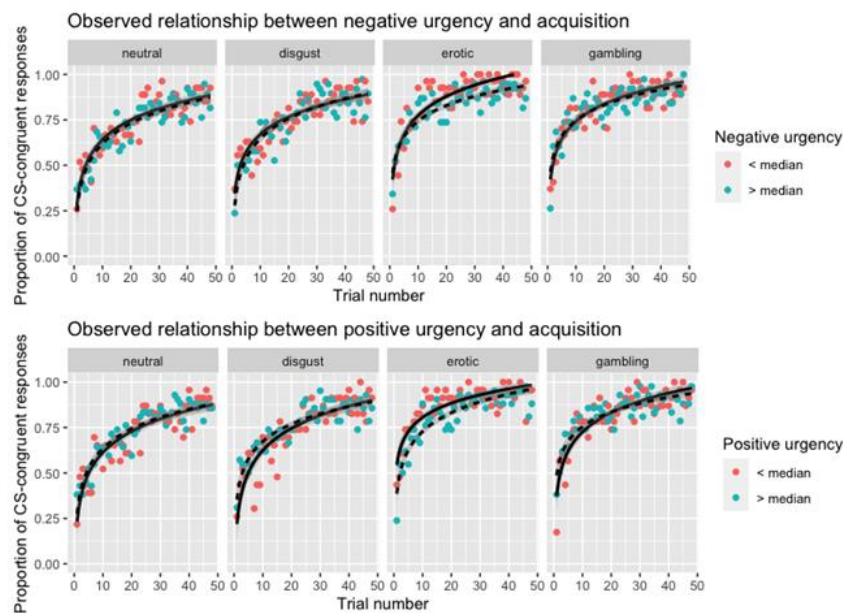 Observed relationship between negative urgency and acquisition
neutral disgust erotic gambling
Proportion of CS-congruent responses
1.00
0.75
0.50
0.25
0.00
0 10 20 30 40 50 0 10 20 30 40 50 0 10 20 30 40 50 0 10 20 30 40 50
Trial number
Negative urgency
< median
> median
Observed relationship between positive urgency and acquisition
neutral disgust erotic gambling
Proportion of CS-congruent responses
1.00
0.75
0.50
0.25
0.00
0 10 20 30 40 50 0 10 20 30 40 50 0 10 20 30 40 50 0 10 20 30 40 50
Trial number
Positive urgency
< median
> median